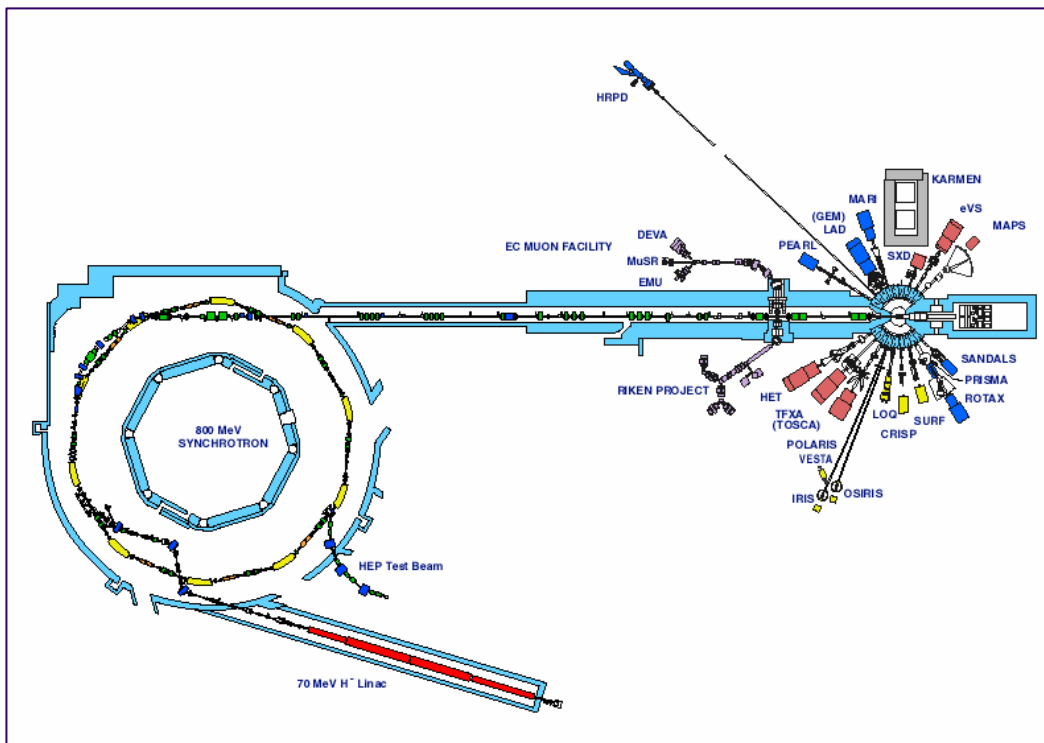 HRPD
KARMEN
MARI
(GEM)
LAD
eVS
MAPS
SXD
PEARL
DEVA
EC MUON FACILITY
MuSR
EMU
RIKEN PROJECT
HET
TFXA
(TOSCA)
SANDALS
PRISMA
ROTAX
LOQ
SURF
CRISP
POLARIS
VESTA
IRIS
OSIRIS
800 MeV
SYNCHROTRON
HEP Test Beam
70 MeV H⁻ Linac